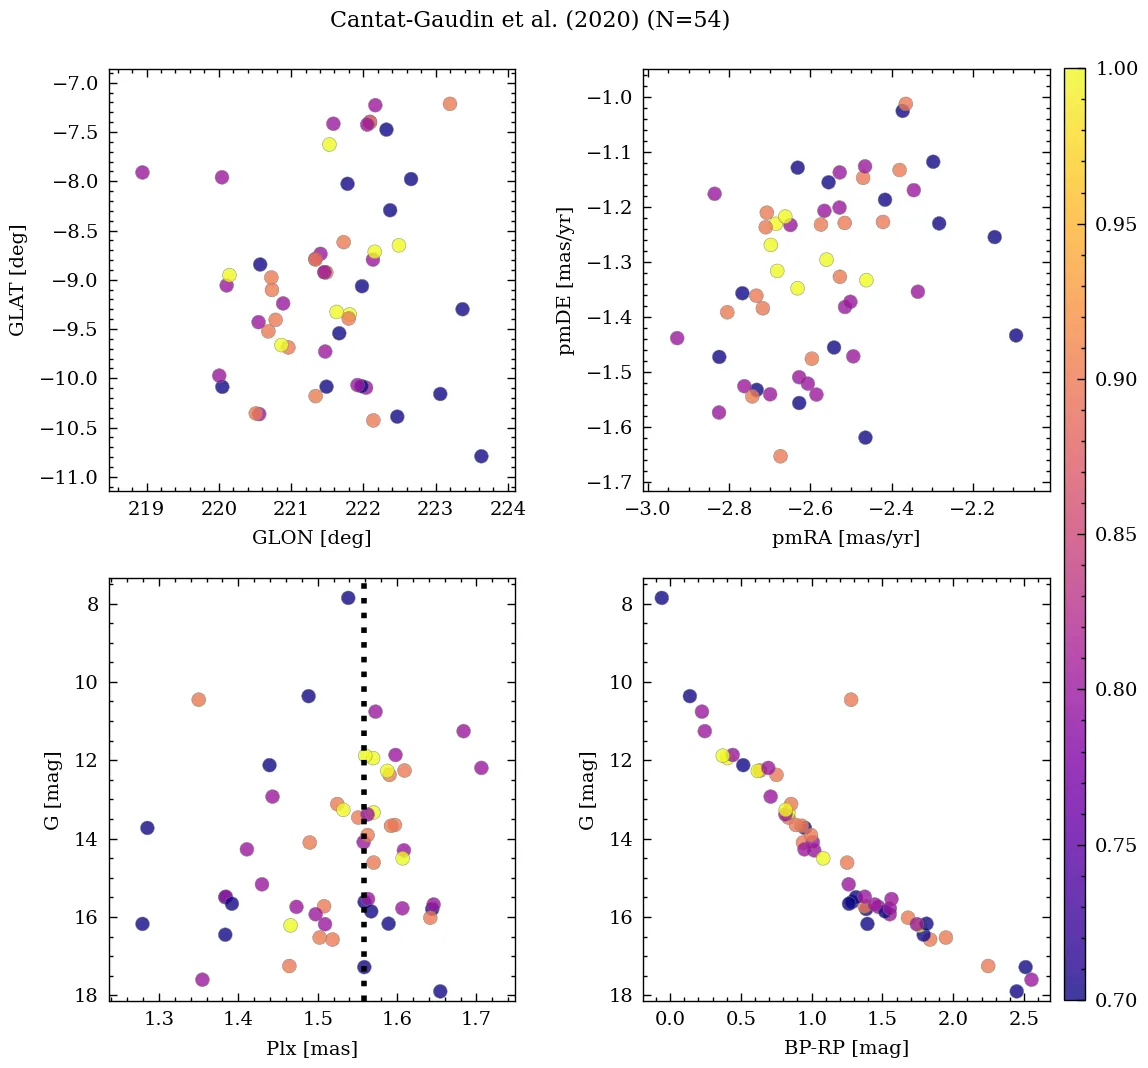 Cantat-Gaudin et al. (2020) (N=54)
−7.0
−7.5
−8.0
−8.5
−9.0
−9.5
−10.0
−10.5
−11.0
GLAT [deg]
219 220 221 222 223 224
GLON [deg]
−1.0
−1.1
−1.2
−1.3
−1.4
−1.5
−1.6
−1.7
pmDE [mas/yr]
−3.0 −2.8 −2.6 −2.4 −2.2
pmRA [mas/yr]
8
10
12
14
16
18
G [mag]
1.3 1.4 1.5 1.6 1.7
Plx [mas]
8
10
12
14
16
18
G [mag]
0.0 0.5 1.0 1.5 2.0 2.5
BP-RP [mag]
1.00
0.95
0.90
0.85
0.80
0.75
0.70